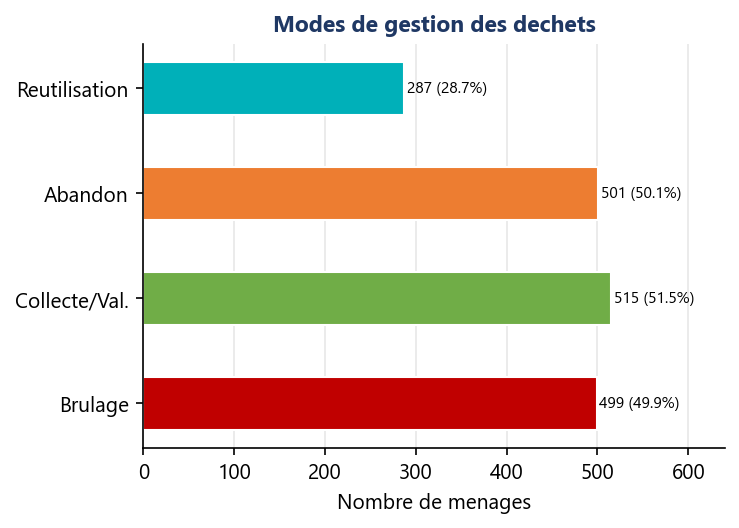 Modes de gestion des dechets
Reutilisation
287 (28.7%)
Abandon
501 (50.1%)
Collecte/Val.
515 (51.5%)
Brulage
499 (49.9%)
0 100 200 300 400 500 600
Nombre de menages